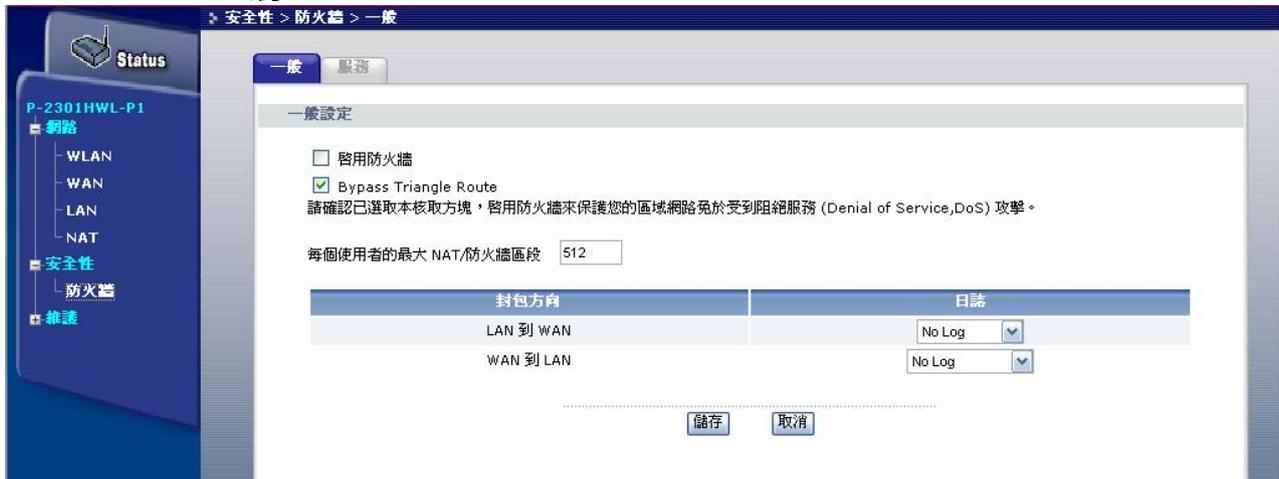 安全性 > 防火牆 > 一般
Status
一般
服務
P-2301HWL-P1
網路
WLAN
WAN
LAN
NAT
安全性
防火牆
維護
一般設定
啟用防火牆
Bypass Triangle Route
請確認已選取本核取方塊，啟用防火牆來保護您的區域網路免於受到阻絕服務 (Denial of Service,DoS) 攻擊。
每個使用者的最大 NAT/防火牆區段 512
封包方向 日誌
LAN 到 WAN No Log
WAN 到 LAN No Log
儲存 取消